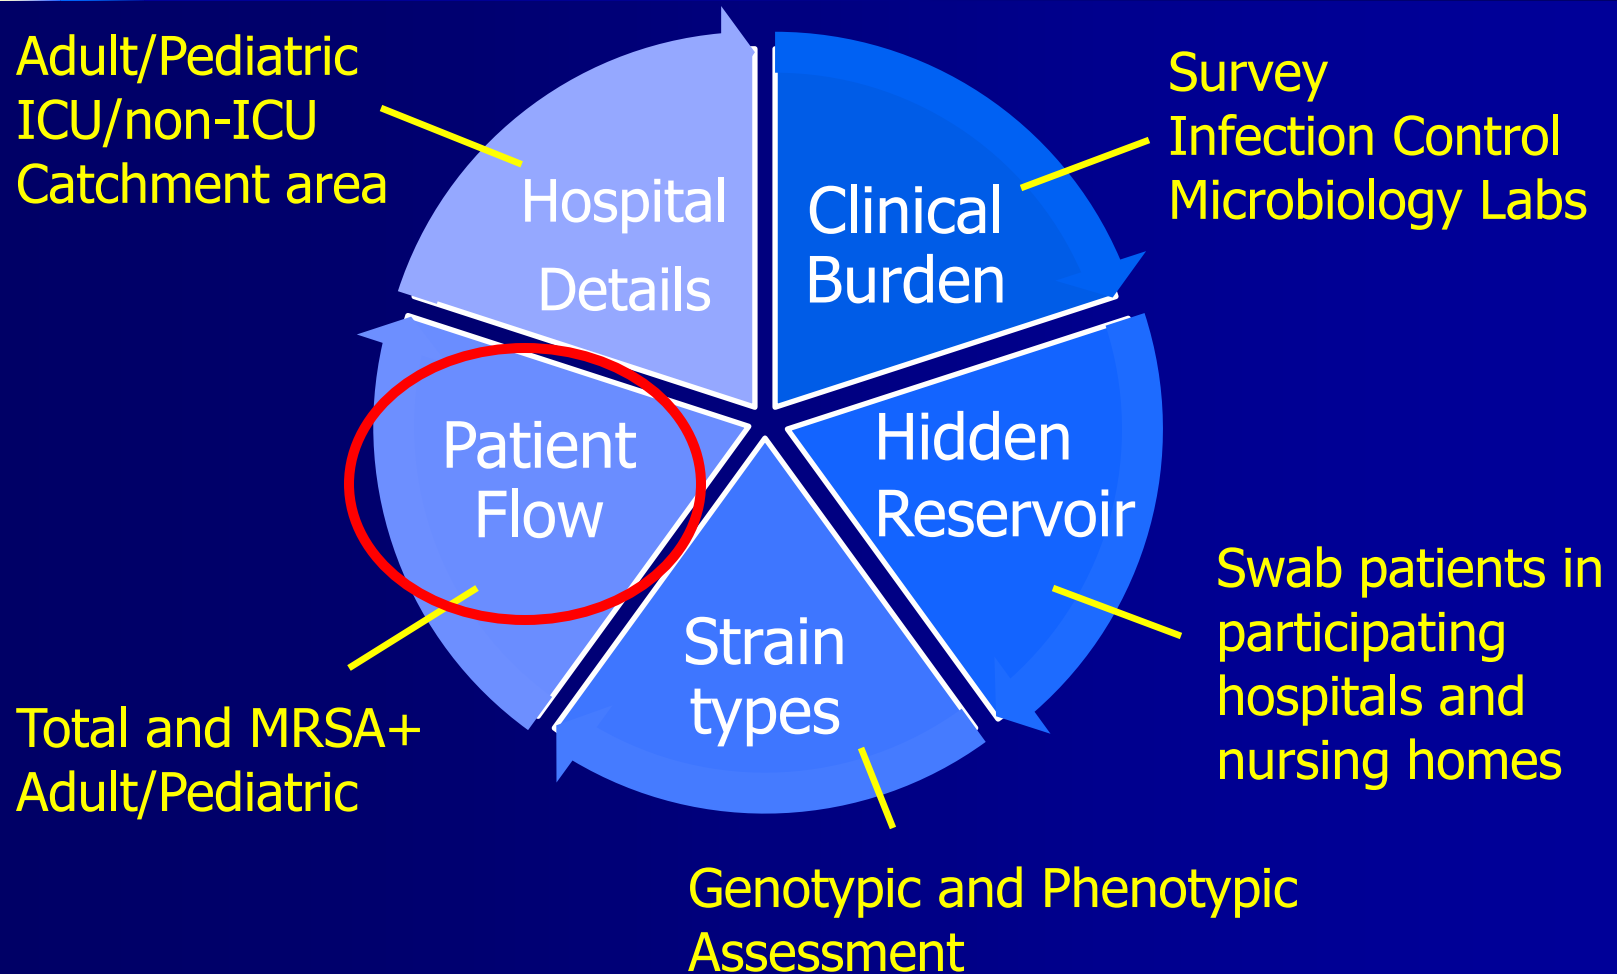 Adult/Pediatric
ICU/non-ICU
Catchment area
Survey
Infection Control
Microbiology Labs
Hospital
Details
Clinical
Burden
Patient
Flow
Hidden
Reservoir
Strain
types
Swab patients in
participating
hospitals and
nursing homes
Total and MRSA+
Adult/Pediatric
Genotypic and Phenotypic
Assessment